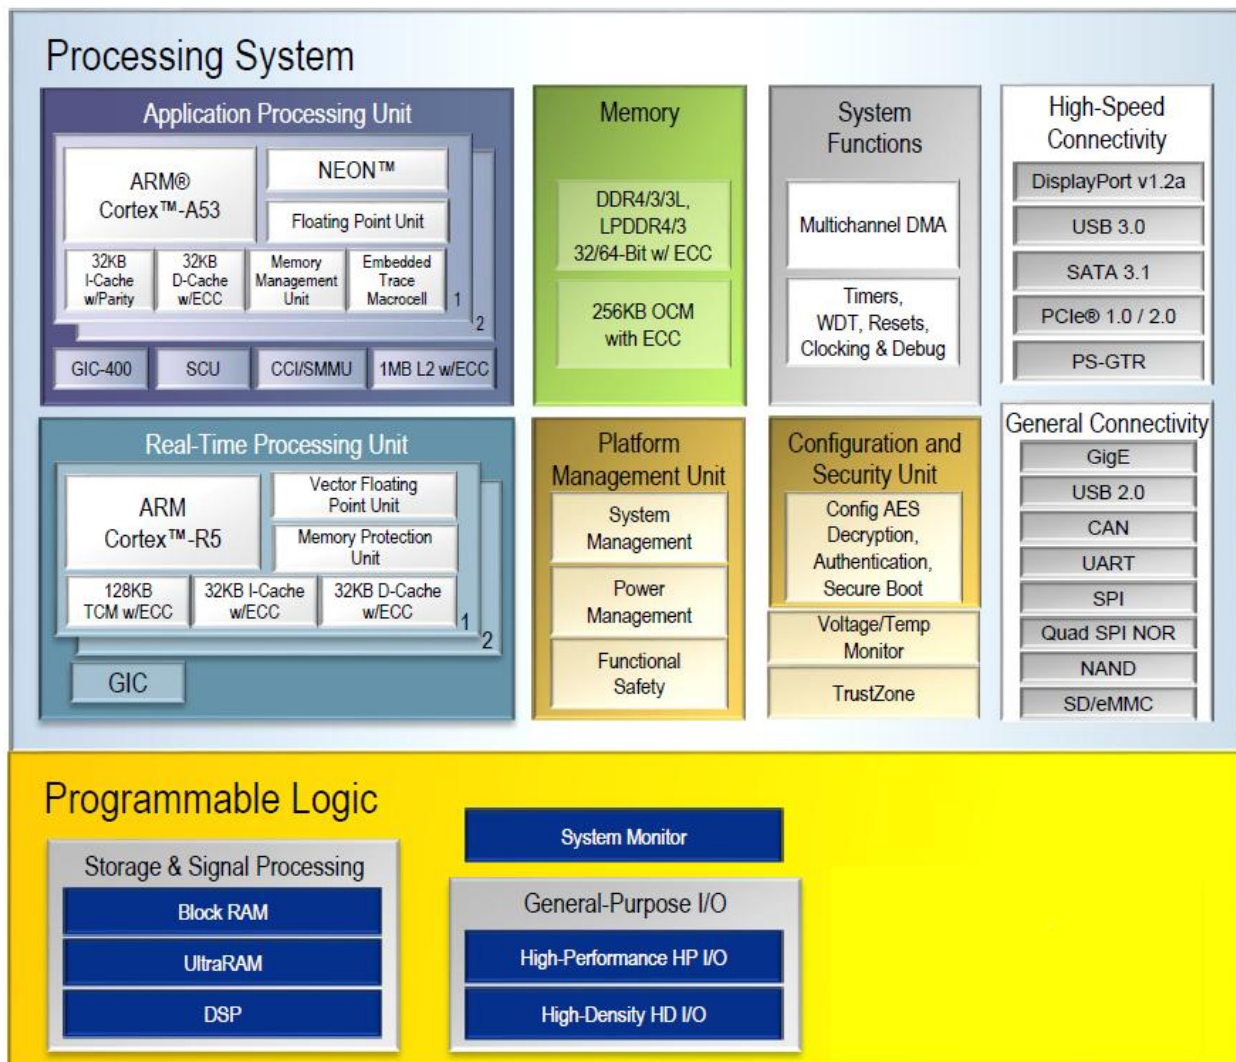 Processing System
Application Processing Unit
ARM®
Cortex™-A53
NEON™
Floating Point Unit
32KB
I-Cache
w/Parity
32KB
D-Cache
w/ECC
Memory
Management
Unit
Embedded
Trace
Macrocell
1
2
GIC-400
SCU
CCI/SMMU
1MB L2 w/ECC
Memory
DDR4/3/3L,
LPDDR4/3
32/64-Bit w/ ECC
256KB OCM
with ECC
System
Functions
Multichannel DMA
Timers,
WDT, Resets,
Clocking & Debug
High-Speed
Connectivity
DisplayPort v1.2a
USB 3.0
SATA 3.1
PCIe® 1.0 / 2.0
PS-GTR
Real-Time Processing Unit
ARM
Cortex™-R5
Vector Floating
Point Unit
Memory Protection
Unit
128KB
TCM w/ECC
32KB I-Cache
w/ECC
32KB D-Cache
w/ECC
1
2
GIC
Platform
Management Unit
System
Management
Power
Management
Functional
Safety
Configuration and
Security Unit
Config AES
Decryption,
Authentication,
Secure Boot
Voltage/Temp
Monitor
TrustZone
General Connectivity
GigE
USB 2.0
CAN
UART
SPI
Quad SPI NOR
NAND
SD/eMMC
Programmable Logic
Storage & Signal Processing
Block RAM
UltraRAM
DSP
System Monitor
General-Purpose I/O
High-Performance HP I/O
High-Density HD I/O